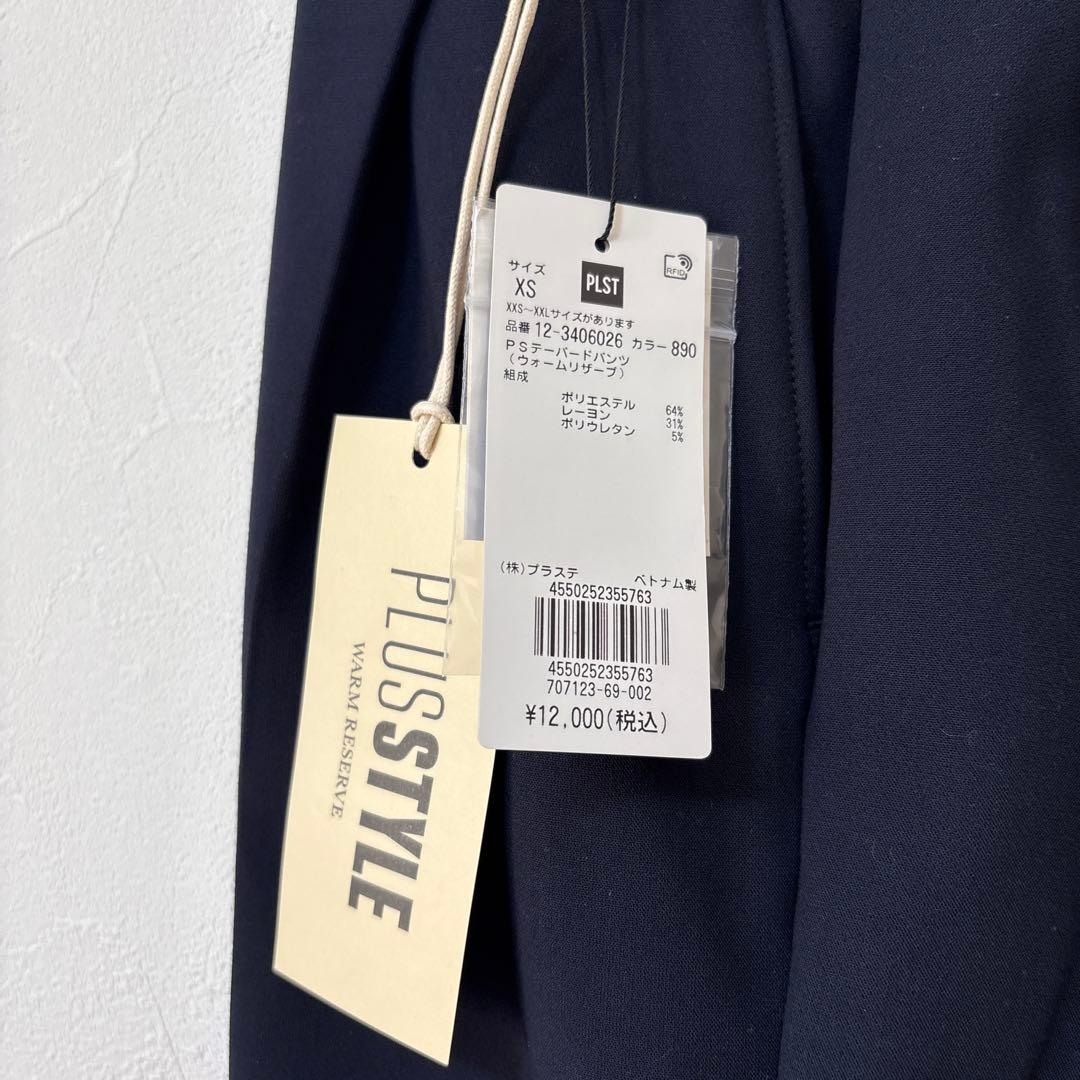 サイズ
XS
PLST
RFID
XXS〜XXLサイズがあります
品番 12-3406026 カラー 890
PSテーパードパンツ
(ウォームリザーブ)
組成
ポリエステル 64%
レーヨン 31%
ポリウレタン 5%
(株)プラステ ベトナム製
4550252355763
4550252355763
707123-69-002
¥12,000(税込)
PLUSSTYLE
WARM RESERVE